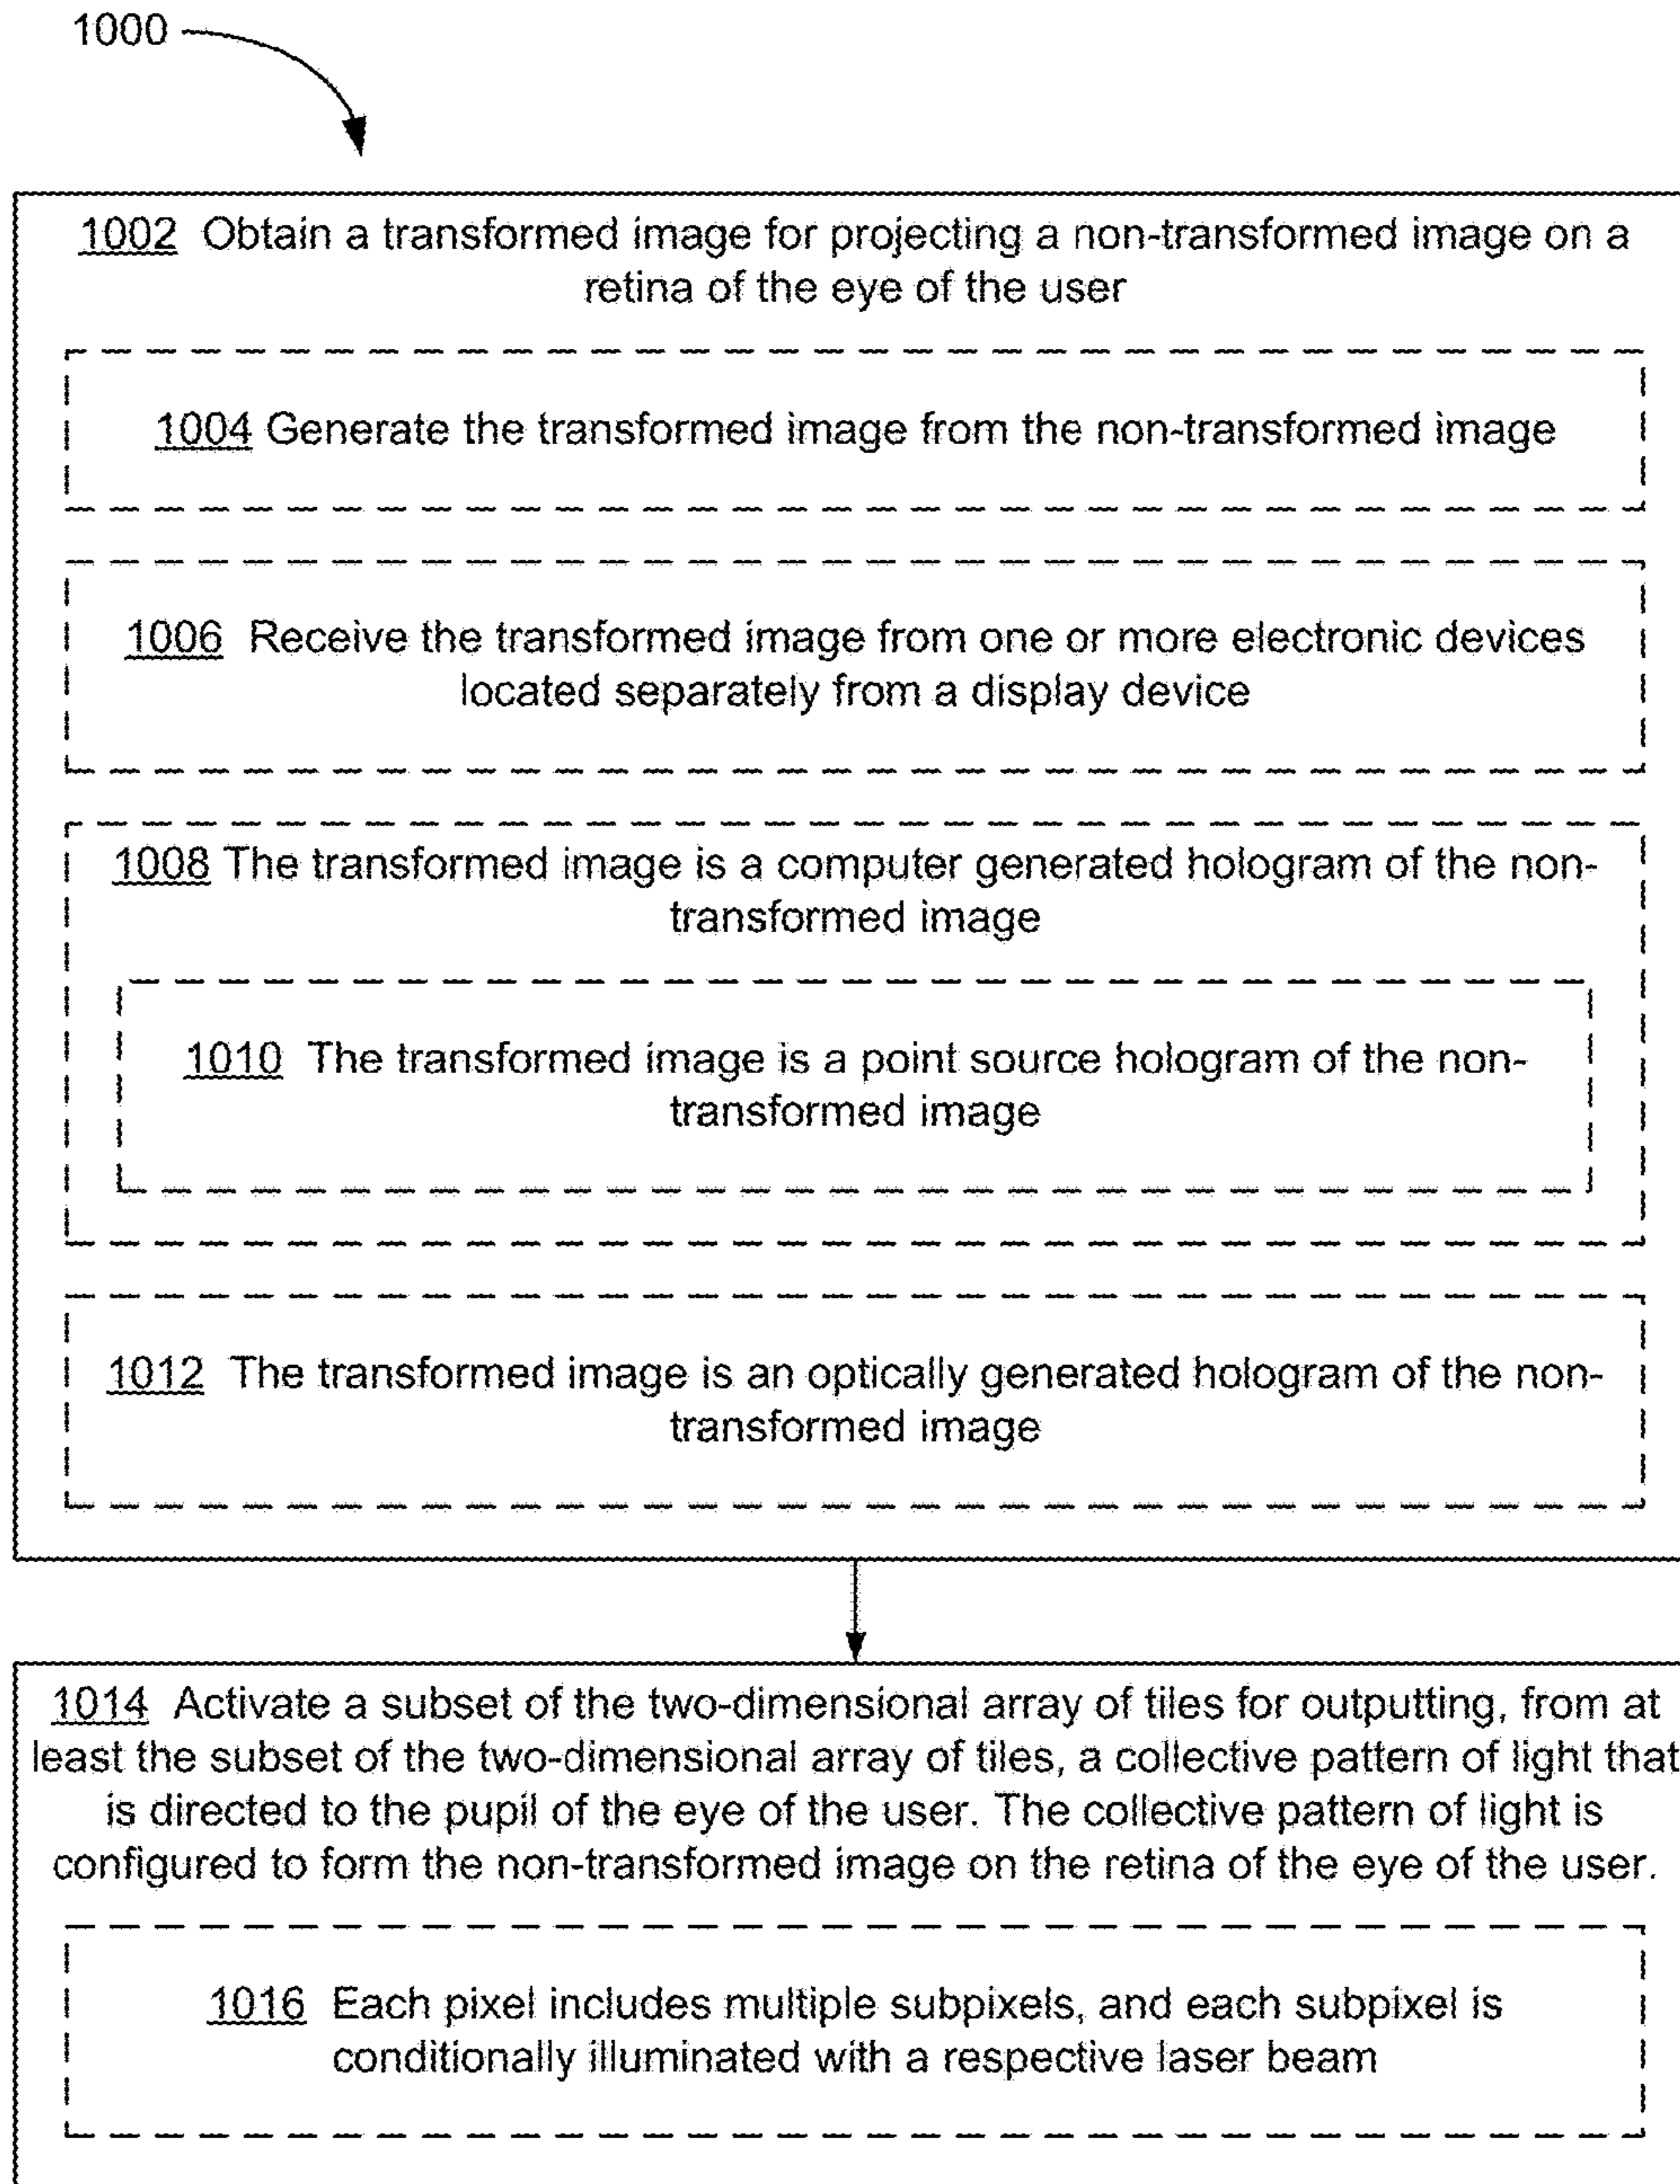 1000
1002 Obtain a transformed image for projecting a non-transformed image on a
retina of the eye of the user
1004 Generate the transformed image from the non-transformed image
1006 Receive the transformed image from one or more electronic devices
located separately from a display device
1008 The transformed image is a computer generated hologram of the non-
transformed image
1010 The transformed image is a point source hologram of the non-
transformed image
1012 The transformed image is an optically generated hologram of the non-
transformed image
1014 Activate a subset of the two-dimensional array of tiles for outputting, from at
least the subset of the two-dimensional array of tiles, a collective pattern of light that
is directed to the pupil of the eye of the user. The collective pattern of light is
configured to form the non-transformed image on the retina of the eye of the user.
1016 Each pixel includes multiple subpixels, and each subpixel is
conditionally illuminated with a respective laser beam